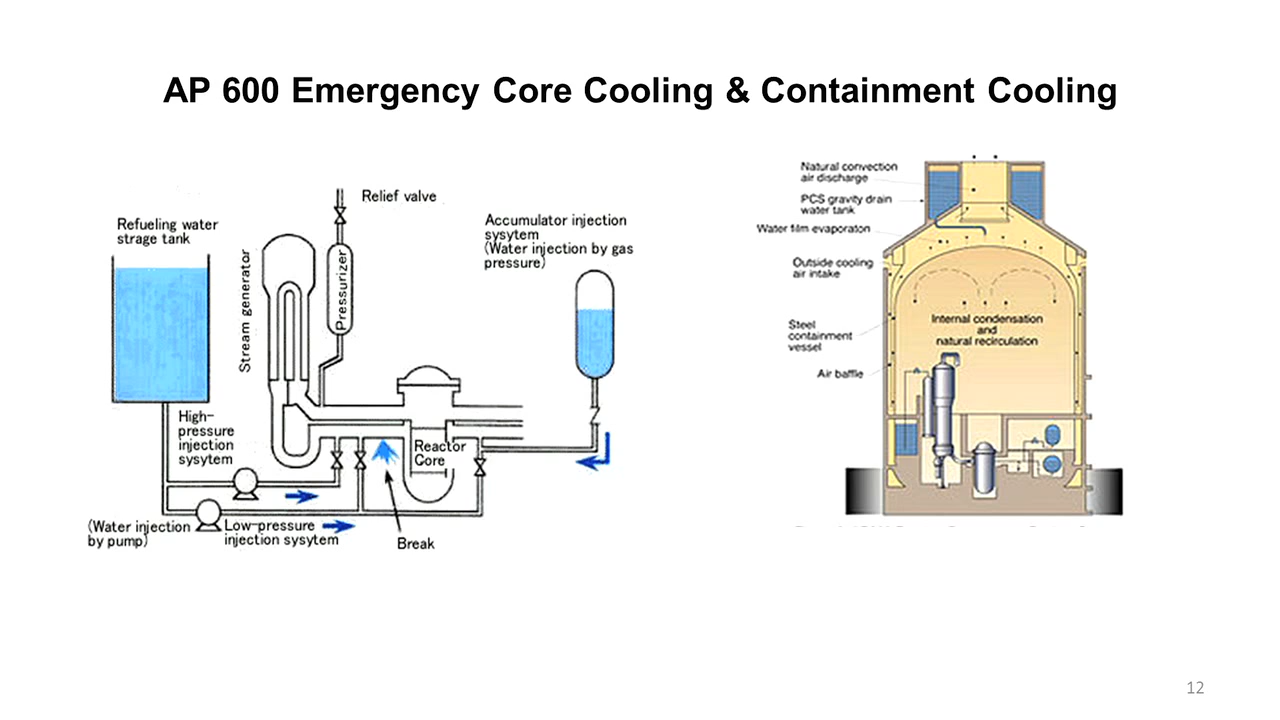 AP 600 Emergency Core Cooling & Containment Cooling
Relief valve
Refueling water
strage tank
Stream generator
Pressurizer
Accumulator injection
sysytem
(Water injection by gas
pressure)
High-
pressure
injection
sysytem
Reactor
Core
(Water injection
by pump)
Low-pressure
injection sysytem
Break
Natural convection
air discharge
PCS gravity drain
water tank
Water film evaporaton
Outside cooling
air intake
Steel
containment
vessel
Air baffle
Internal condensation
and
natural recirculation
12